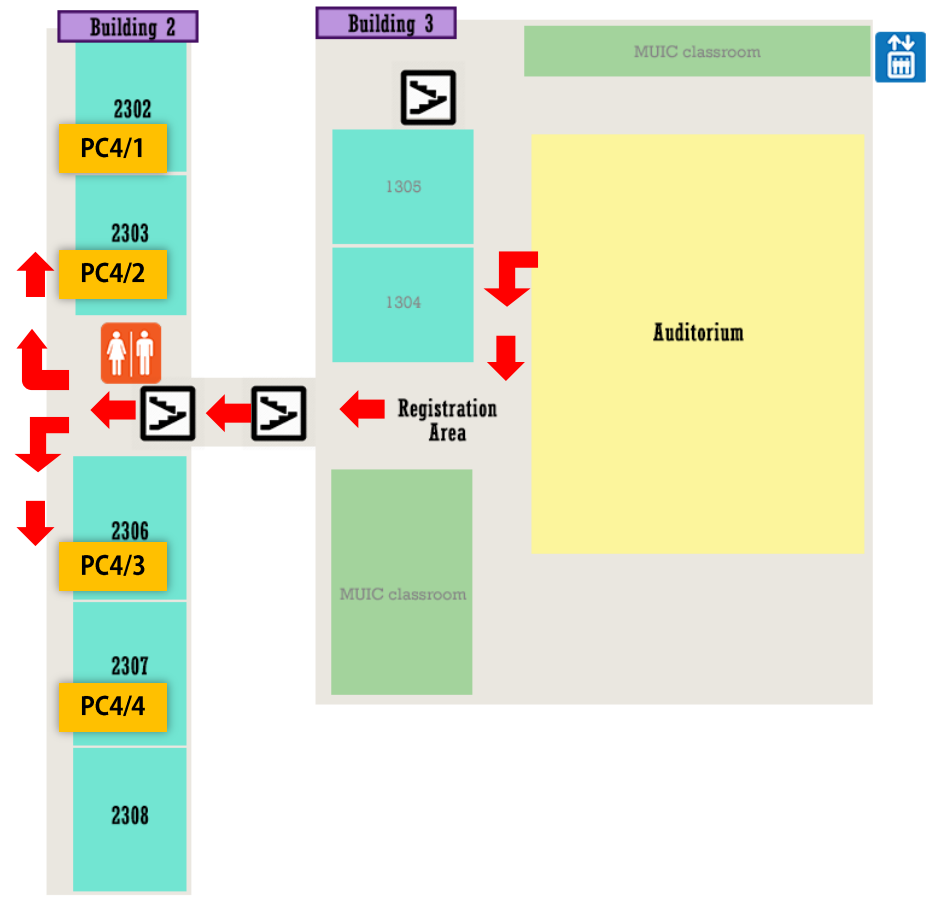 Building 2
2302
PC4/1
2303
PC4/2
2306
PC4/3
2307
PC4/4
2308
Building 3
MUIC classroom
1305
1304
Auditorium
Registration
Area
MUIC classroom